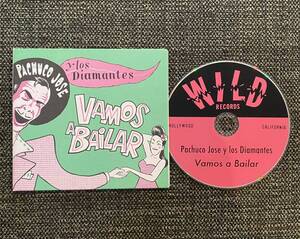 PACHUCO JOSE
y los
Diamantes
VAMOS
A BAILAR
WILD
RECORDS
HOLLYWOOD
CALIFORNIA
Pachuco Jose y los Diamantes
Vamos a Bailar